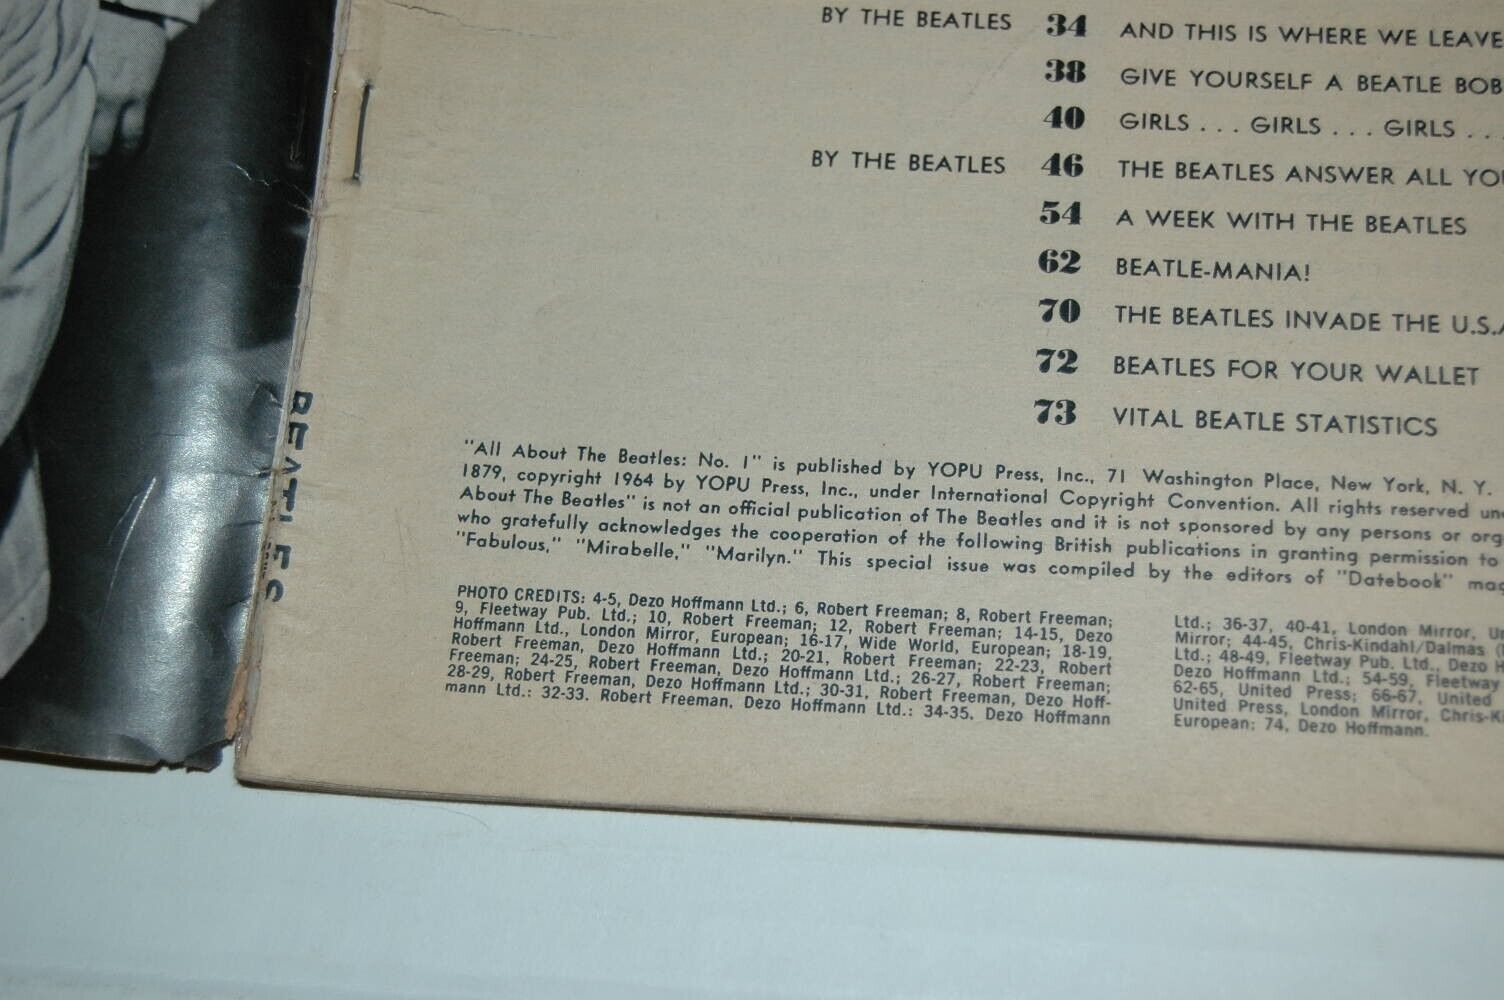 BY THE BEATLES 34 AND THIS IS WHERE WE LEAVE
38 GIVE YOURSELF A BEATLE BOB
40 GIRLS . . . GIRLS . . . GIRLS . .
BY THE BEATLES 46 THE BEATLES ANSWER ALL YOU
54 A WEEK WITH THE BEATLES
62 BEATLE-MANIA!
70 THE BEATLES INVADE THE U.S.A
72 BEATLES FOR YOUR WALLET
73 VITAL BEATLE STATISTICS
"All About The Beatles: No. 1" is published by YOPU Press, Inc., 71 Washington Place, New York, N. Y.
1879, copyright 1964 by YOPU Press, Inc., under International Copyright Convention. All rights reserved un
About The Beatles" is not an official publication of The Beatles and it is not sponsored by any persons or org
who gratefully acknowledges the cooperation of the following British publications in granting permission to
"Fabulous," "Mirabelle," "Marilyn." This special issue was compiled by the editors of "Datebook" mag
PHOTO CREDITS: 4-5, Dezo Hoffmann Ltd.; 6, Robert Freeman; 8, Robert Freeman;
9, Fleetway Pub. Ltd.; 10, Robert Freeman; 12, Robert Freeman; 14-15, Dezo
Hoffmann Ltd., London Mirror, European; 16-17, Wide World, European; 18-19,
Robert Freeman, Dezo Hoffmann Ltd.; 20-21, Robert Freeman; 22-23, Robert
Freeman; 24-25, Robert Freeman, Dezo Hoffmann Ltd.; 26-27, Robert Freeman;
28-29, Robert Freeman, Dezo Hoffmann Ltd.; 30-31, Robert Freeman, Dezo Hoff-
mann Ltd.; 32-33, Robert Freeman, Dezo Hoffmann Ltd.; 34-35, Dezo Hoffmann
Ltd.; 36-37, 40-41, London Mirror, Un
Mirror; 44-45, Chris-Kindahl/Dalmas
Ltd.; 48-49, Fleetway Pub. Ltd., Dezo H
Dezo Hoffmann Ltd.; 54-59, Fleetway
62-65, United Press; 66-67, United
United Press, London Mirror, Chris-K
European; 74, Dezo Hoffmann.
BEATLES